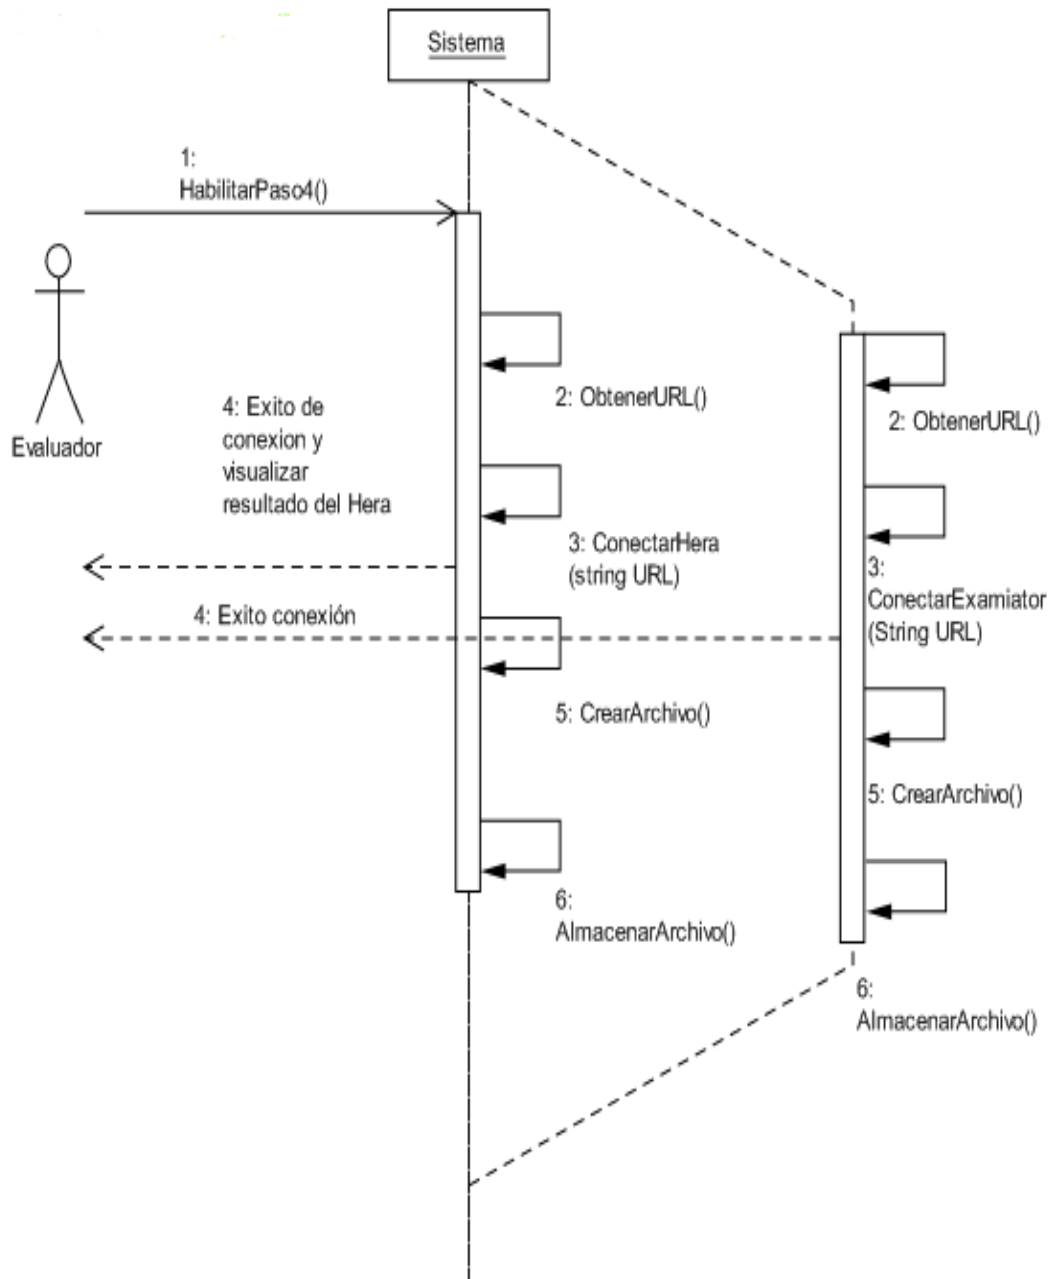 Sistema
1:
HabilitarPaso4()
Evaluador
2: ObtenerURL()
2: ObtenerURL()
4: Exito de
conexion y
visualizar
resultado del Hera
3: ConectarHera
(string URL)
3:
ConectarExamiator
(String URL)
4: Exito conexión
5: CrearArchivo()
5: CrearArchivo()
6:
AlmacenarArchivo()
6:
AlmacenarArchivo()